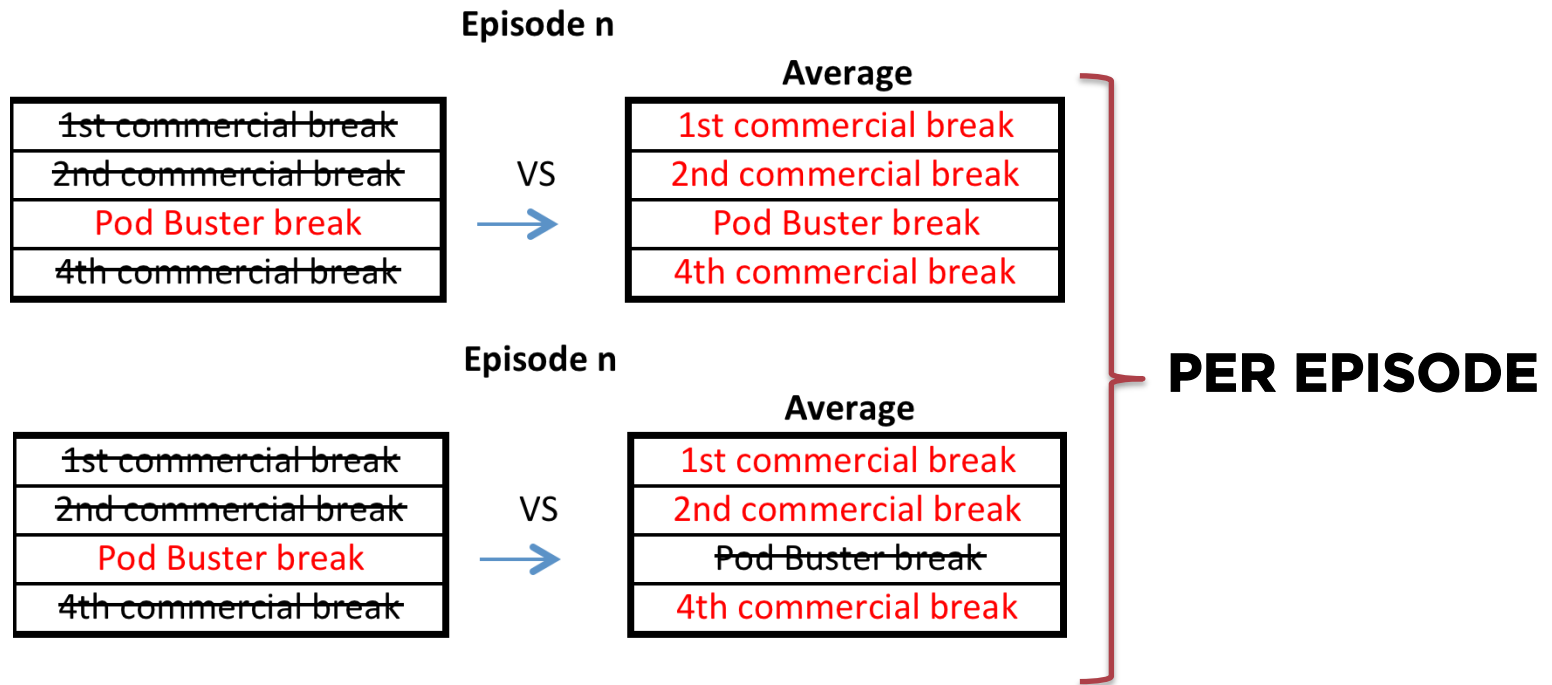 Episode n
Average
1st commercial break
2nd commercial break
Pod Buster break
4th commercial break
VS
1st commercial break
2nd commercial break
Pod Buster break
4th commercial break
Episode n
Average
1st commercial break
2nd commercial break
Pod Buster break
4th commercial break
VS
1st commercial break
2nd commercial break
Pod Buster break
4th commercial break
PER EPISODE